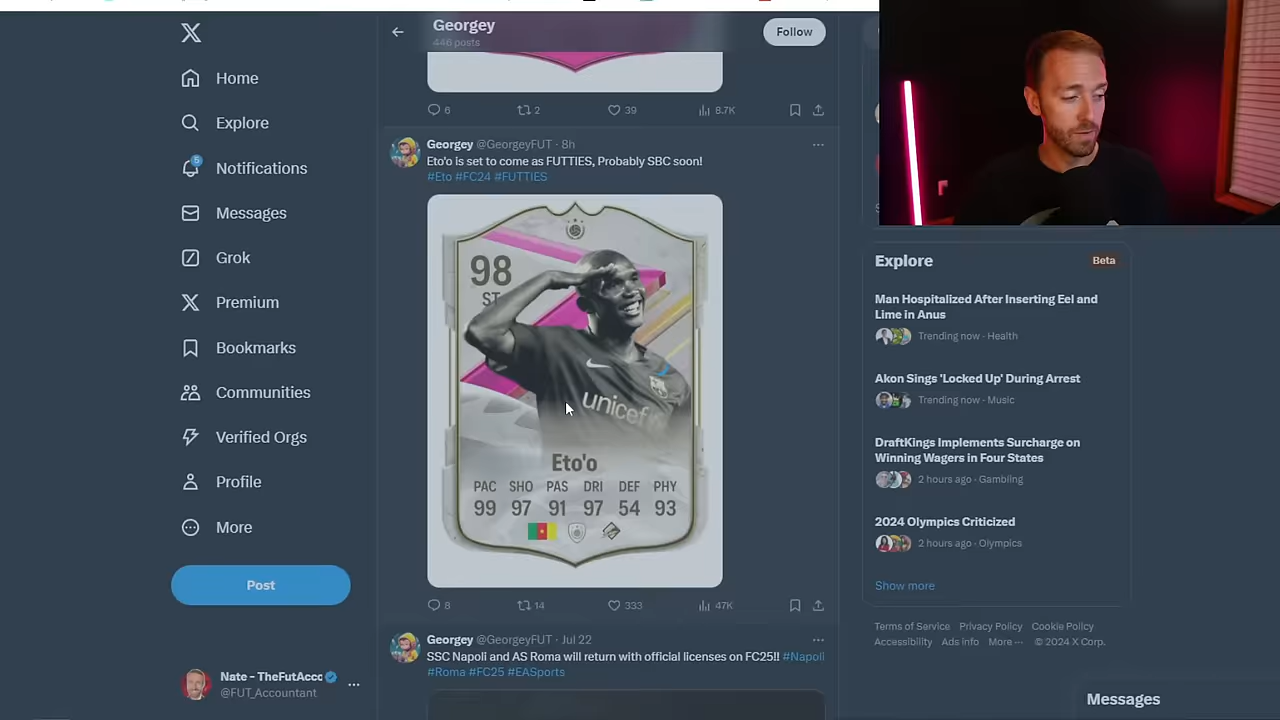 Home
Explore
5
Notifications
Messages
Grok
Premium
Bookmarks
Communities
Verified Orgs
Profile
More
Post
Nate - TheFutAcc
@FUT_Accountant
Georgey
446 posts
Follow
6
2
39
8.7K
Georgey @GeorgeyFUT · 8h
Eto'o is set to come as FUTTIES, Probably SBC soon!
#Eto #FC24 #FUTTIES
98
ST
unicef
Eto'o
PAC SHO PAS DRI DEF PHY
99 97 91 97 54 93
8
14
333
47K
Georgey @GeorgeyFUT · Jul 22
SSC Napoli and AS Roma will return with official licenses on FC25!! #Napoli
#Roma #FC25 #EASports
Explore
Beta
Man Hospitalized After Inserting Eel and
Lime in Anus
Trending now · Health
Akon Sings 'Locked Up' During Arrest
Trending now · Music
DraftKings Implements Surcharge on
Winning Wagers in Four States
2 hours ago · Gambling
2024 Olympics Criticized
2 hours ago · Olympics
Show more
Terms of Service Privacy Policy Cookie Policy
Accessibility Ads info More ··· © 2024 X Corp.
Messages